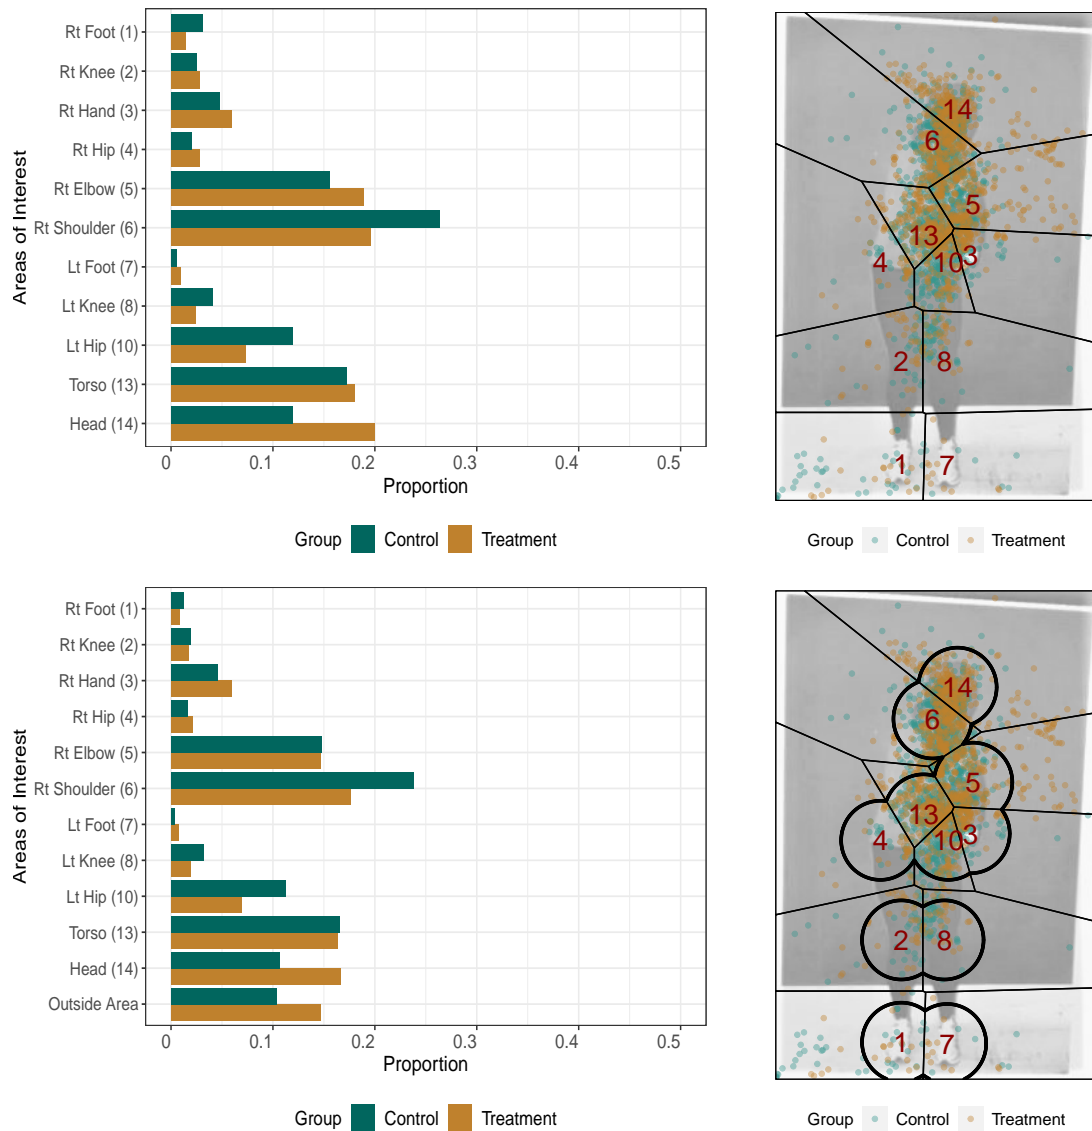 Areas of Interest
Rt Foot (1)
Rt Knee (2)
Rt Hand (3)
Rt Hip (4)
Rt Elbow (5)
Rt Shoulder (6)
Lt Foot (7)
Lt Knee (8)
Lt Hip (10)
Torso (13)
Head (14)
0 0.1 0.2 0.3 0.4 0.5
Proportion
Group Control Treatment
14
6
5
13
3
4 10
2 8
1 7
Group Control Treatment
Areas of Interest
Rt Foot (1)
Rt Knee (2)
Rt Hand (3)
Rt Hip (4)
Rt Elbow (5)
Rt Shoulder (6)
Lt Foot (7)
Lt Knee (8)
Lt Hip (10)
Torso (13)
Head (14)
Outside Area
0 0.1 0.2 0.3 0.4 0.5
Proportion
Group Control Treatment
14
6
5
13
3
4 10
2 8
1 7
Group Control Treatment